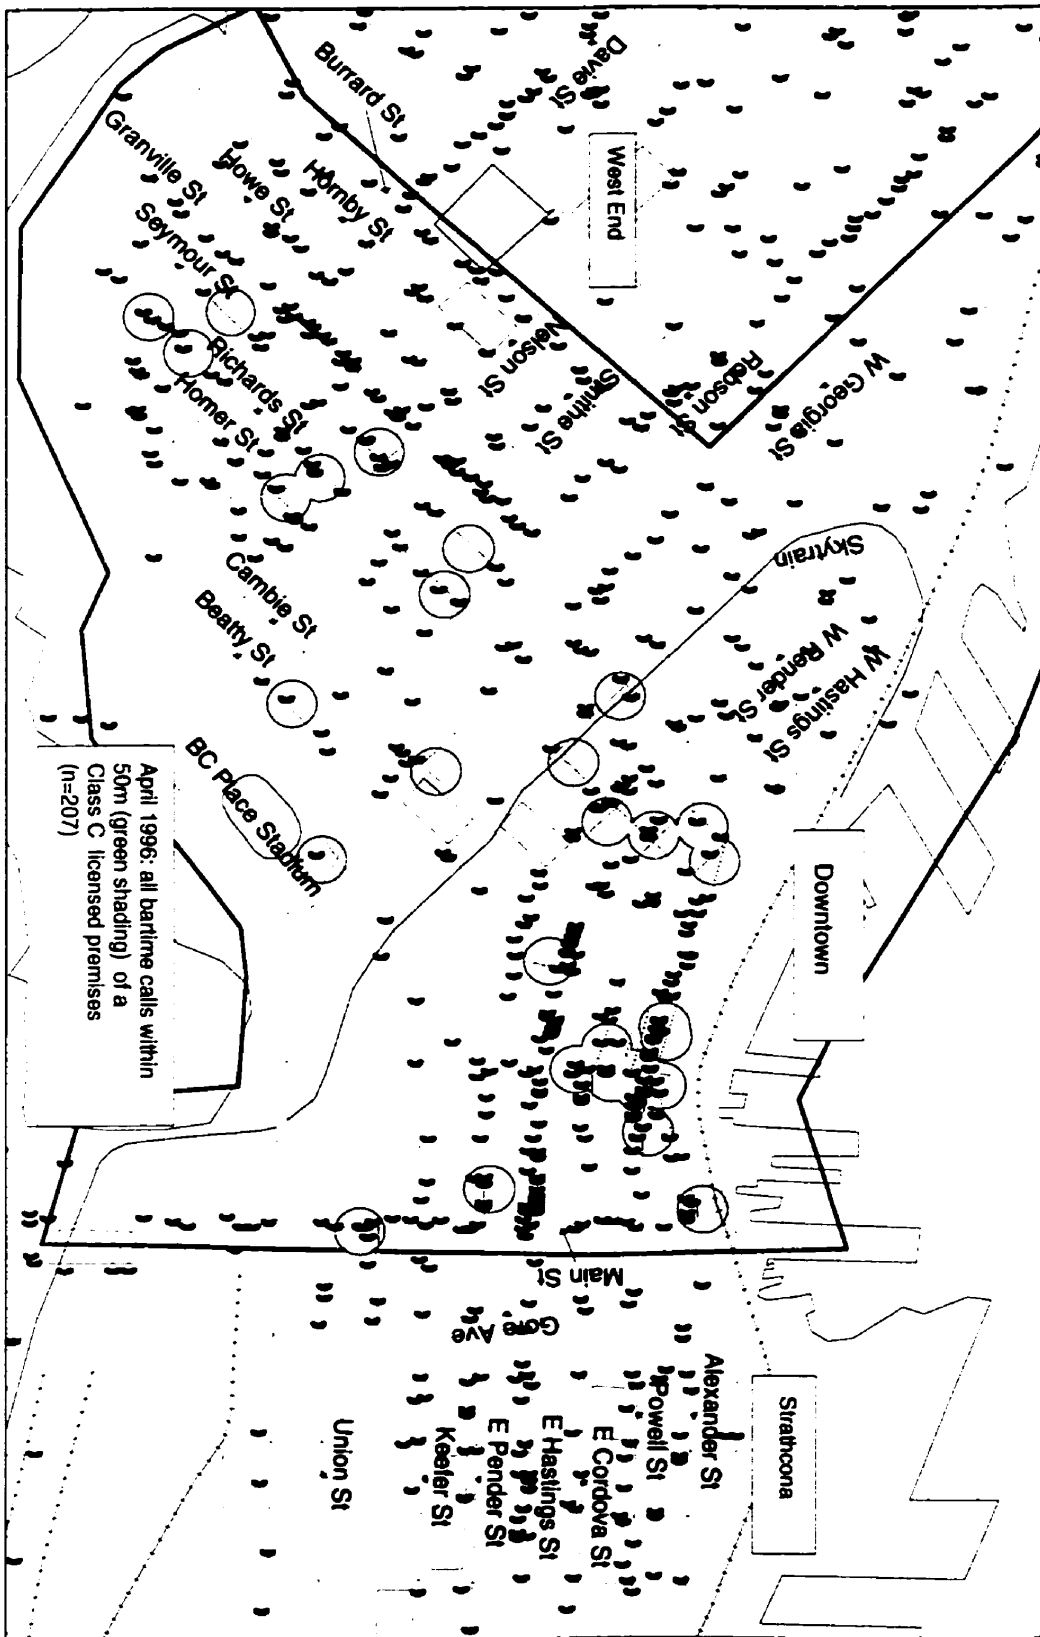 West End
Downtown
Strathcona
Davie St
Burrard St
Granville St
Howe St
Hornby St
Seymour St
Richards St
Homer St
Nelson St
Smithe St
Robson St
W Georgia St
Skytrain
W Hastings St
W Render St
Cambie St
Beatty St
BC Place Stadium
Main St
Gore Ave
Alexander St
Powell St
E Cordova St
E Hastings St
E Pender St
Keefer St
Union St
April 1996: all bartime calls within
50m (green shading) of a
Class C licensed premises
(n=207)